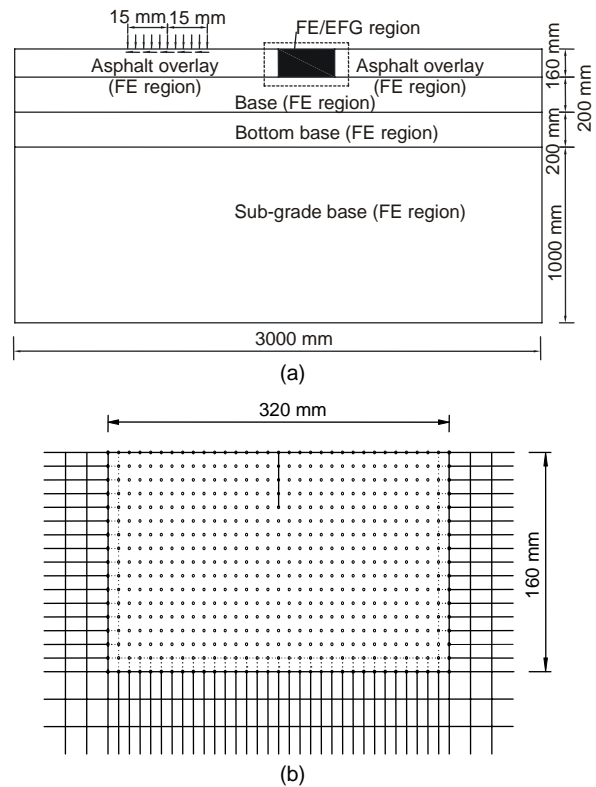 15 mm 15 mm
FE/EFG region
Asphalt overlay
(FE region)
Asphalt overlay
(FE region)
Base (FE region)
Bottom base (FE region)
Sub-grade base (FE region)
160 mm
200 mm
200 mm
1000 mm
3000 mm
(a)
320 mm
160 mm
(b)